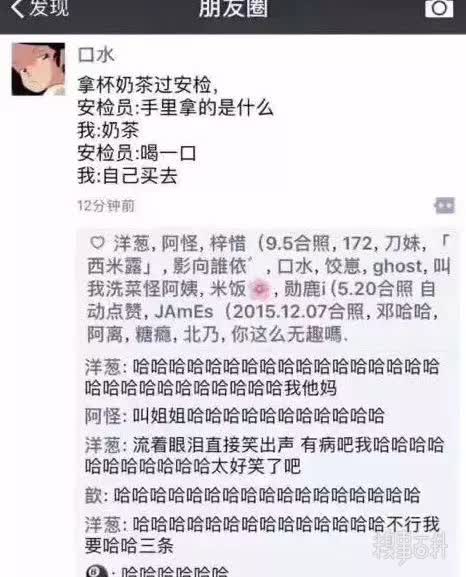 发现
朋友圈
口水
拿杯奶茶过安检，
安检员:手里拿的是什么
我:奶茶
安检员:喝一口
我:自己买去
12分钟前
洋葱, 阿怪, 梓惜（9.5合照, 172, 刀妹, 「
西米露」, 影向誰依゛, 口水, 饺崽, ghost, 叫
我洗菜怪阿姨, 米饭🌸, 勋鹿i (5.20合照 自
动点赞, JAmEs（2015.12.07合照, 邓哈哈,
阿离, 糖瘾, 北乃, 你这么无趣嗎.
洋葱: 哈哈哈哈哈哈哈哈哈哈哈哈哈哈哈哈哈
哈哈哈哈哈哈哈哈哈哈哈我他妈
阿怪: 叫姐姐哈哈哈哈哈哈哈哈哈哈哈
洋葱: 流着眼泪直接笑出声 有病吧我哈哈哈哈
哈哈哈哈哈哈哈哈太好笑了吧
歆: 哈哈哈哈哈哈哈哈哈哈哈哈哈哈哈哈哈
洋葱: 哈哈哈哈哈哈哈哈哈哈哈哈哈哈不行我
要哈哈三条
: 哈哈哈哈哈哈
糗事百科